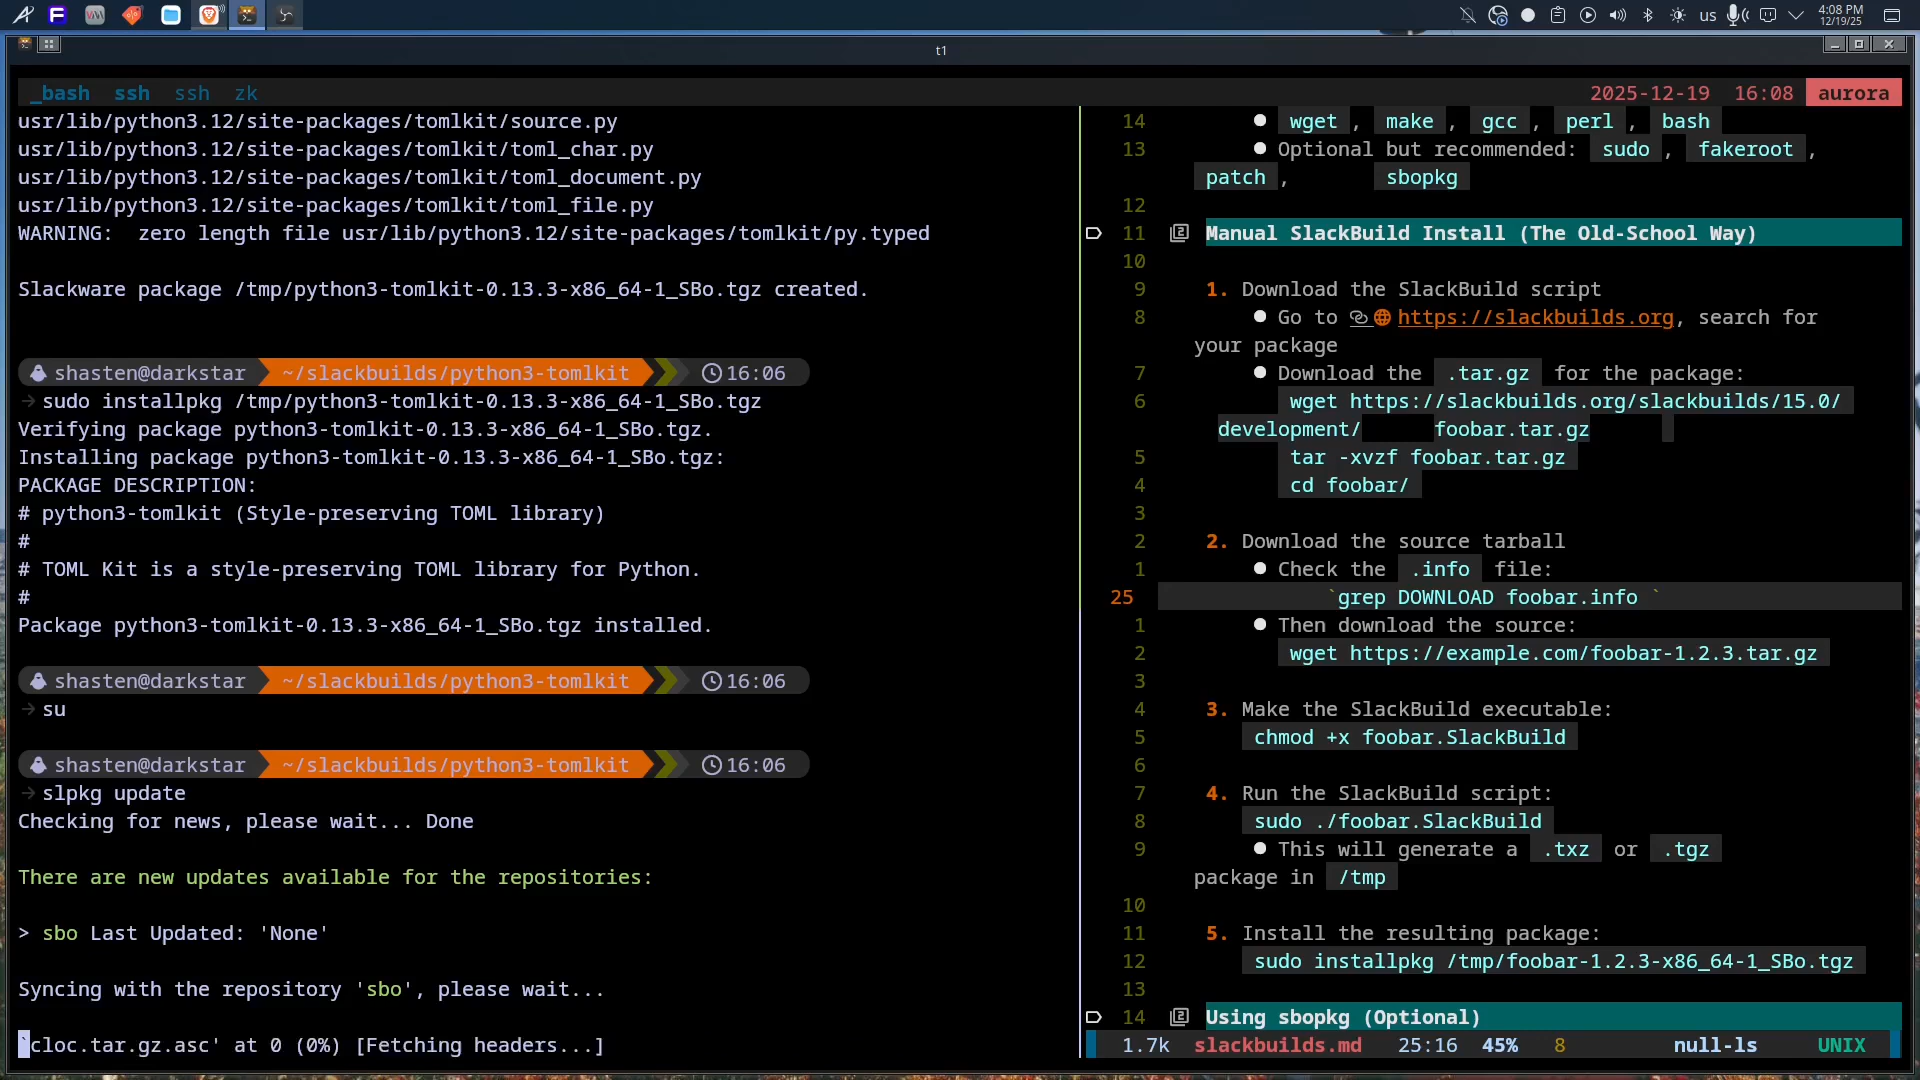 us
4:08 PM
12/19/25
t1
_bash ssh ssh zk
2025-12-19 16:08 aurora
usr/lib/python3.12/site-packages/tomlkit/source.py
usr/lib/python3.12/site-packages/tomlkit/toml_char.py
usr/lib/python3.12/site-packages/tomlkit/toml_document.py
usr/lib/python3.12/site-packages/tomlkit/toml_file.py
WARNING:  zero length file usr/lib/python3.12/site-packages/tomlkit/py.typed
Slackware package /tmp/python3-tomlkit-0.13.3-x86_64-1_SBo.tgz created.
shasten@darkstar ~/slackbuilds/python3-tomlkit 16:06
sudo installpkg /tmp/python3-tomlkit-0.13.3-x86_64-1_SBo.tgz
Verifying package python3-tomlkit-0.13.3-x86_64-1_SBo.tgz.
Installing package python3-tomlkit-0.13.3-x86_64-1_SBo.tgz:
PACKAGE DESCRIPTION:
# python3-tomlkit (Style-preserving TOML library)
#
# TOML Kit is a style-preserving TOML library for Python.
#
Package python3-tomlkit-0.13.3-x86_64-1_SBo.tgz installed.
shasten@darkstar ~/slackbuilds/python3-tomlkit 16:06
su
shasten@darkstar ~/slackbuilds/python3-tomlkit 16:06
slpkg update
Checking for news, please wait... Done
There are new updates available for the repositories:
> sbo Last Updated: 'None'
Syncing with the repository 'sbo', please wait...
`cloc.tar.gz.asc' at 0 (0%) [Fetching headers...]
14 ● wget , make , gcc , perl , bash
13 ● Optional but recommended: sudo , fakeroot ,
patch , sbopkg
12
11 Manual SlackBuild Install (The Old-School Way)
10
9 1. Download the SlackBuild script
8 ● Go to https://slackbuilds.org, search for
your package
7 ● Download the .tar.gz for the package:
6 wget https://slackbuilds.org/slackbuilds/15.0/
development/ foobar.tar.gz
5 tar -xvzf foobar.tar.gz
4 cd foobar/
3
2 2. Download the source tarball
1 ● Check the .info file:
25 `grep DOWNLOAD foobar.info `
1 ● Then download the source:
2 wget https://example.com/foobar-1.2.3.tar.gz
3
4 3. Make the SlackBuild executable:
5 chmod +x foobar.SlackBuild
6
7 4. Run the SlackBuild script:
8 sudo ./foobar.SlackBuild
9 ● This will generate a .txz or .tgz
package in /tmp
10
11 5. Install the resulting package:
12 sudo installpkg /tmp/foobar-1.2.3-x86_64-1_SBo.tgz
13
14 Using sbopkg (Optional)
1.7k slackbuilds.md 25:16 45% 8 null-ls UNIX